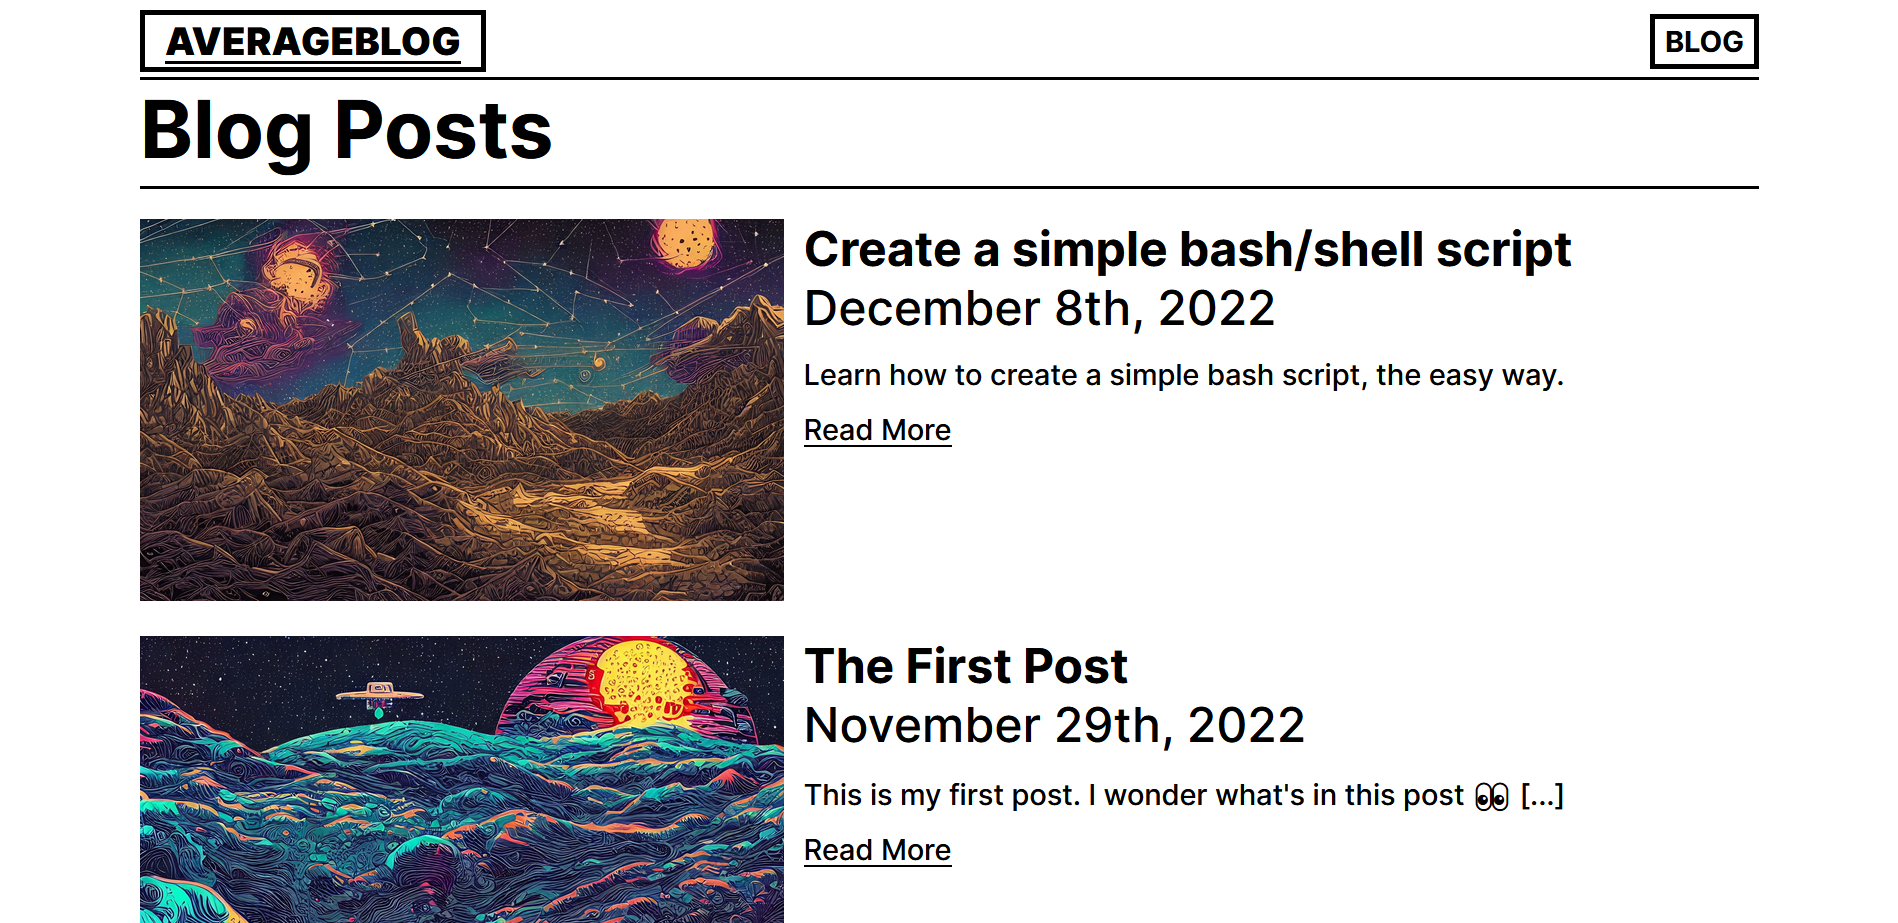 AVERAGEBLOG
BLOG
Blog Posts
Create a simple bash/shell script
December 8th, 2022
Learn how to create a simple bash script, the easy way.
Read More
The First Post
November 29th, 2022
This is my first post. I wonder what's in this post 👀 [...]
Read More